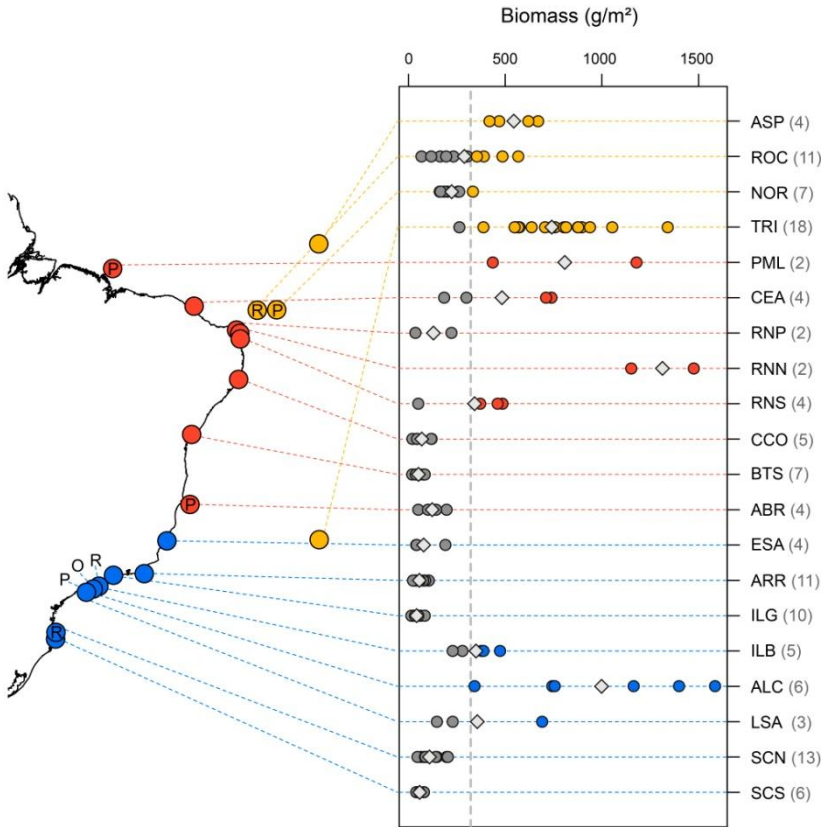 Biomass (g/m²)
0 500 1000 1500
ASP (4)
ROC (11)
NOR (7)
TRI (18)
P PML (2)
CEA (4)
R P
RNP (2)
RNN (2)
RNS (4)
CCO (5)
BTS (7)
P ABR (4)
ESA (4)
P O R
ARR (11)
ILG (10)
R ILB (5)
ALC (6)
LSA (3)
SCN (13)
SCS (6)